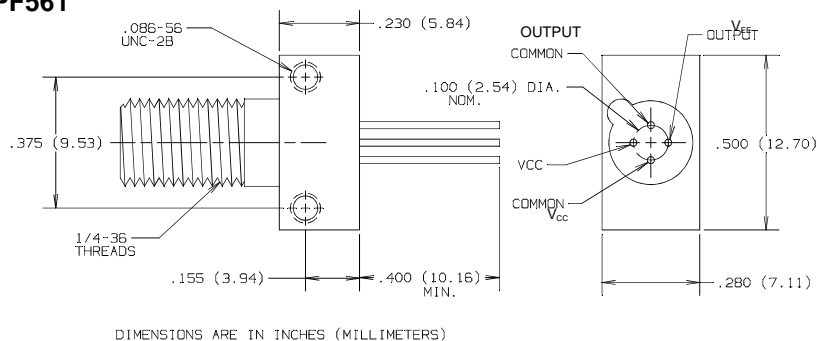 PF561
.086-56
UNC-2B
.230 (5.84)
OUTPUT
COMMON
VEE
OUTPUT
.100 (2.54) DIA.
NOM.
.375 (9.53)
.500 (12.70)
VCC
COMMON
VCC
1/4-36
THREADS
.155 (3.94)
.400 (10.16)
MIN.
.280 (7.11)
DIMENSIONS ARE IN INCHES (MILLIMETERS)